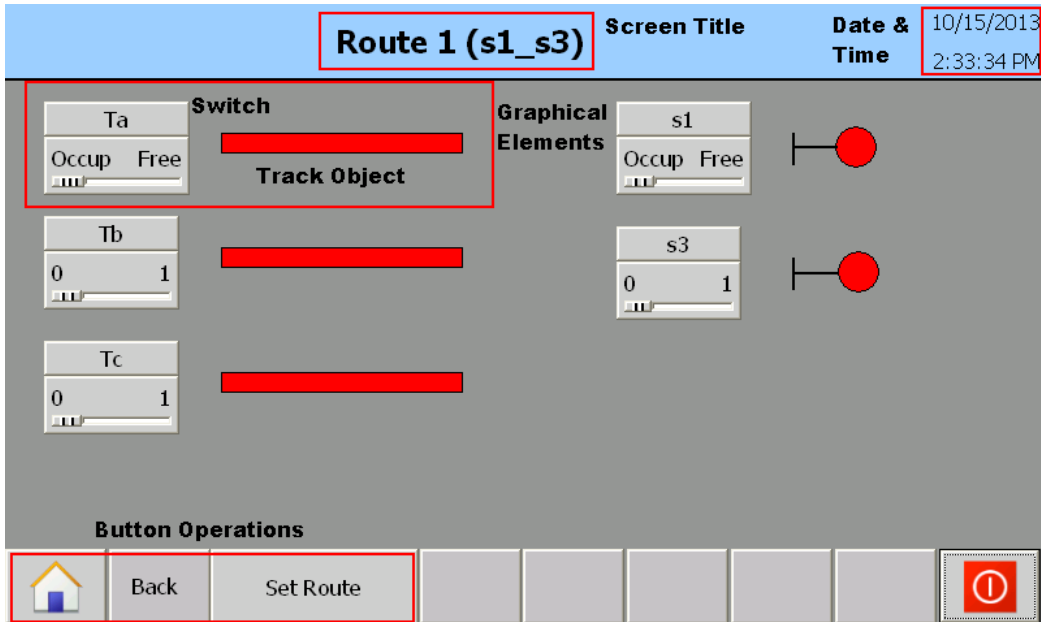 Route 1 (s1_s3)
Screen Title
Date &
Time
10/15/2013
2:33:34 PM
Ta
Occup Free
Switch
Track Object
Graphical
Elements
s1
Occup Free
Tb
0 1
s3
0 1
Tc
0 1
Button Operations
Back
Set Route